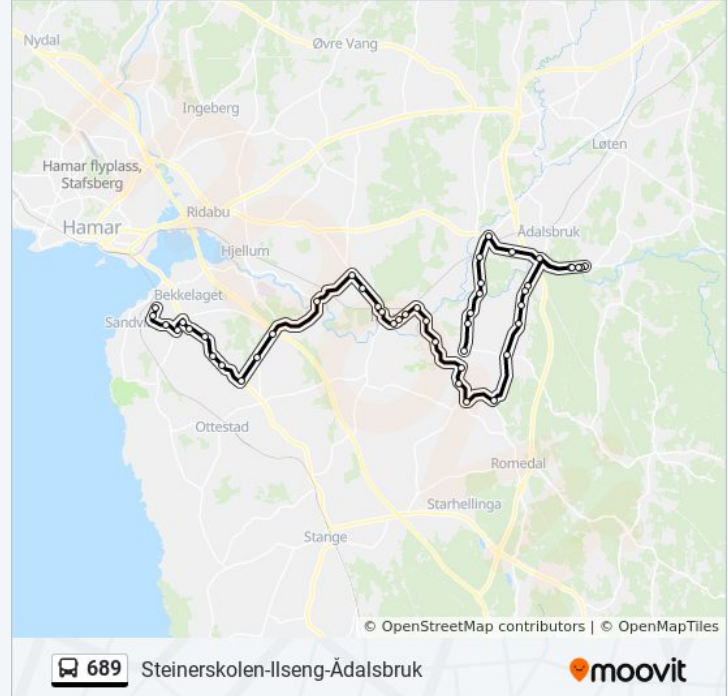 Nydal
Øvre Vang
Ingeberg
Løten
Hamar flyplass,
Stafsberg
Hamar
Ridabu
Ådalsbruk
Hjellum
Bekkelaget
Ottestad
Romedal
Starhellinga
Stange
© OpenStreetMap contributors | © OpenMapTiles
689 Steinerskolen-Ilseng-Ådalsbruk moovit